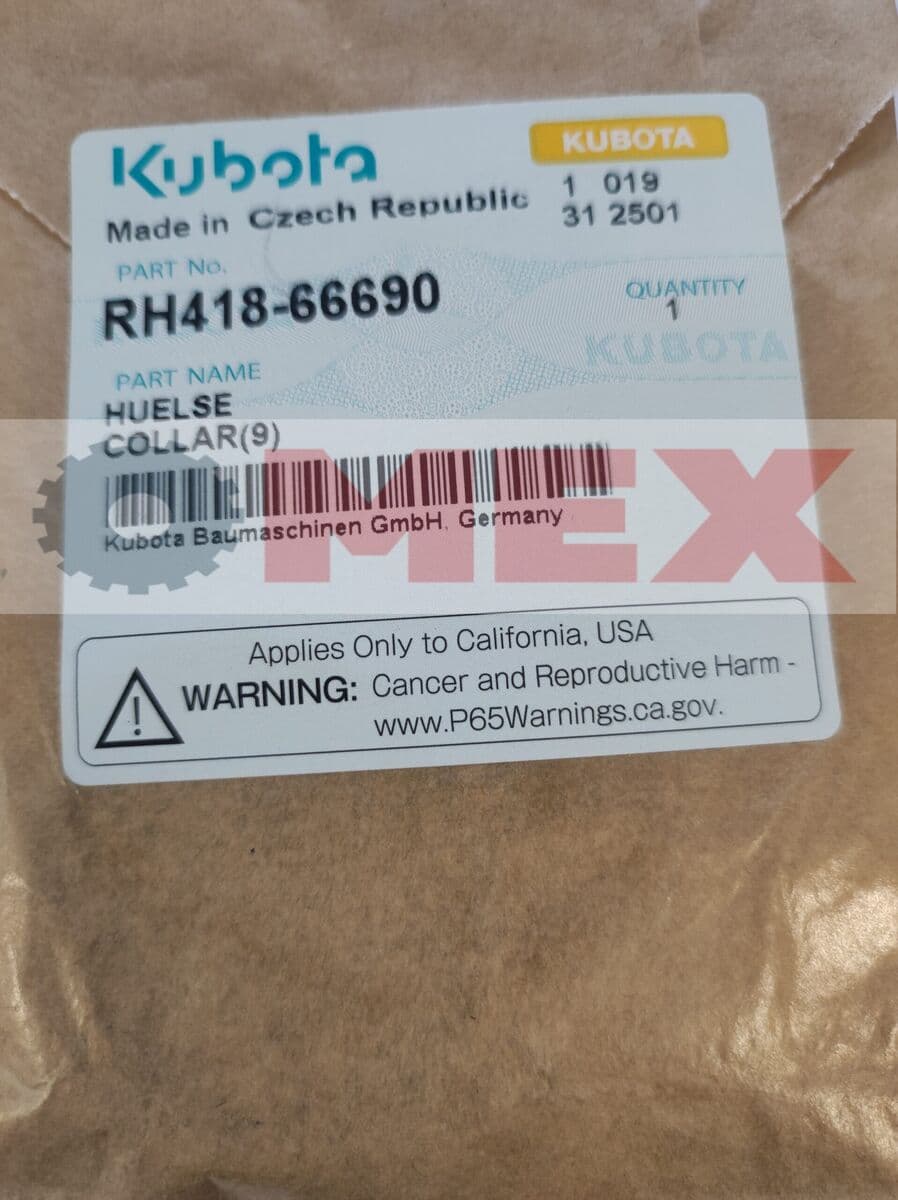 Kubota
KUBOTA
Made in Czech Republic
1 019
31 2501
PART No.
RH418-66690
QUANTITY
1
KUBOTA
PART NAME
HUELSE
COLLAR(9)
MEX
Kubota Baumaschinen GmbH, Germany
Applies Only to California, USA
WARNING: Cancer and Reproductive Harm -
www.P65Warnings.ca.gov.